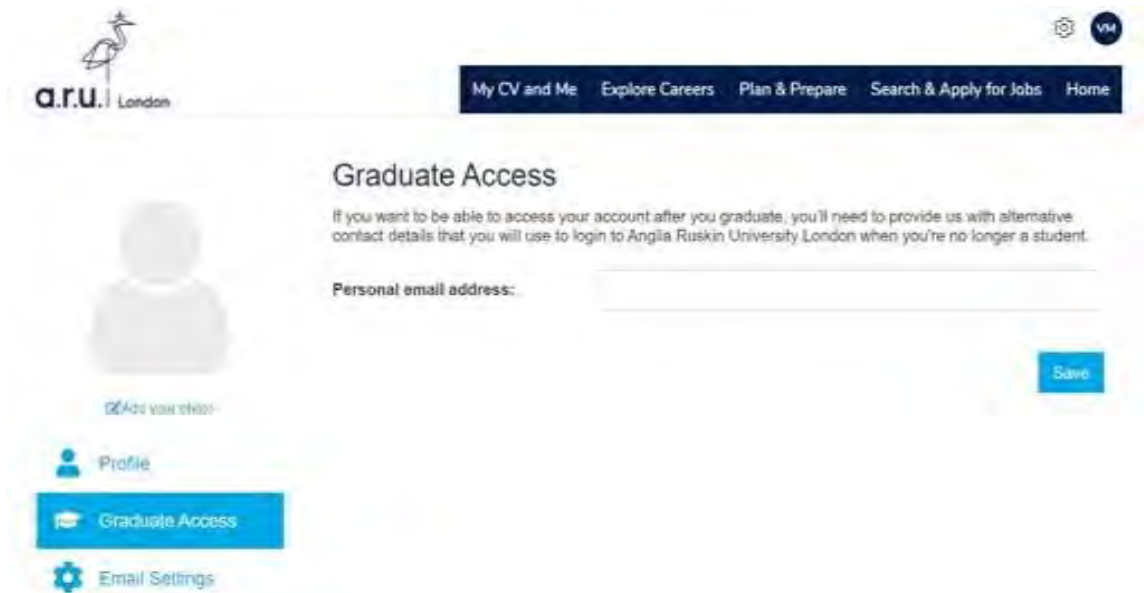 VM
a.r.u. London
My CV and Me Explore Careers Plan & Prepare Search & Apply for Jobs Home
Graduate Access
If you want to be able to access your account after you graduate, you'll need to provide us with alternative
contact details that you will use to login to Anglia Ruskin University London when you're no longer a student.
Personal email address:
Save
Add your photo
Profile
Graduate Access
Email Settings